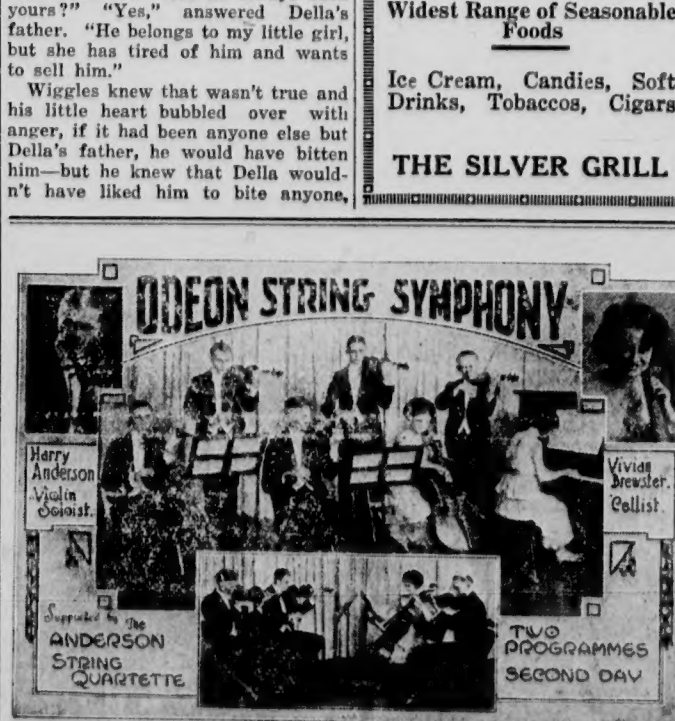 yours?" "Yes," answered Della's
father. "He belongs to my little girl,
but she has tired of him and wants
to sell him."
Wiggles knew that wasn't true and
his little heart bubbled over with
anger, if it had been anyone else but
Della's father, he would have bitten
him—but he knew that Della would-
n't have liked him to bite anyone,
Widest Range of Seasonable
Foods
Ice Cream, Candies, Soft
Drinks, Tobaccos, Cigars
THE SILVER GRILL
ODEON STRING SYMPHONY
Harry
Anderson
Violin
Soloist.
Vivian
Brewster.
'Cellist.
Supported by The
ANDERSON
STRING
QUARTETTE
TWO
PROGRAMMES
SECOND DAY